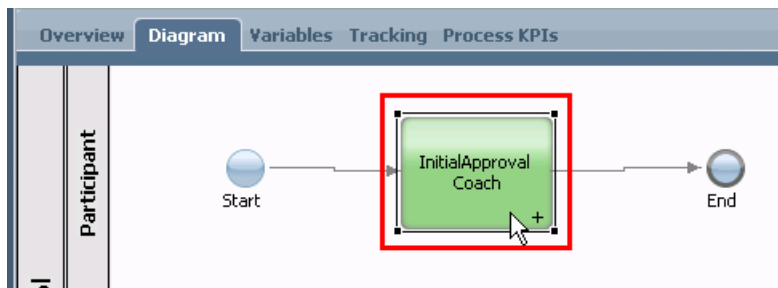 Overview Diagram Variables Tracking Process KPIs
Participant
InitialApproval
Coach
+
Start
End